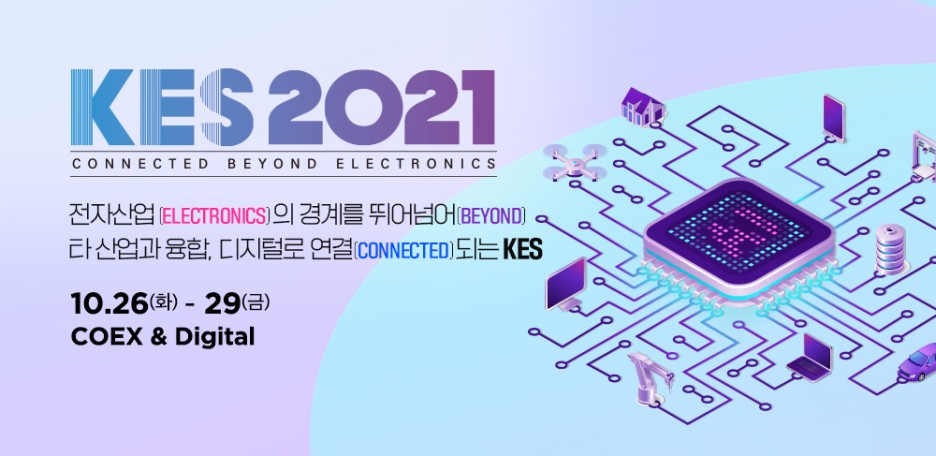 KES 2021
CONNECTED BEYOND ELECTRONICS
전자산업(ELECTRONICS)의 경계를 뛰어넘어(BEYOND)
타 산업과 융합, 디지털로 연결(CONNECTED)되는 KES
10.26(화) - 29(금)
COEX & Digital